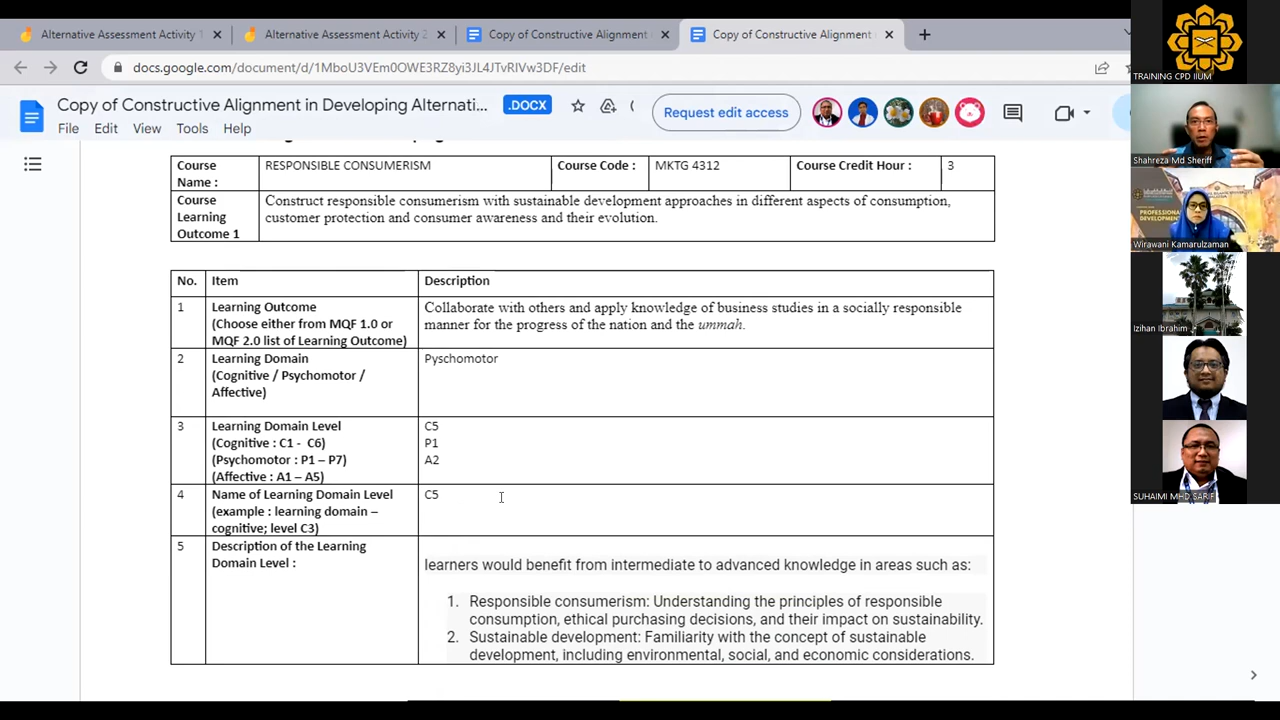 Alternative Assessment Activity 1
Alternative Assessment Activity 2
Copy of Constructive Alignment
Copy of Constructive Alignment
docs.google.com/document/d/1MboU3VEm0OWE3RZ8yi3JL4JTvRIVw3DF/edit
Copy of Constructive Alignment in Developing Alternati...
.DOCX
Request edit access
File Edit View Tools Help
Course Name :
RESPONSIBLE CONSUMERISM
Course Code :
MKTG 4312
Course Credit Hour :
3
Course Learning Outcome 1
Construct responsible consumerism with sustainable development approaches in different aspects of consumption,
customer protection and consumer awareness and their evolution.
No. Item Description
1
Learning Outcome
(Choose either from MQF 1.0 or
MQF 2.0 list of Learning Outcome)
Collaborate with others and apply knowledge of business studies in a socially responsible
manner for the progress of the nation and the ummah.
2
Learning Domain
(Cognitive / Psychomotor /
Affective)
Pyschomotor
3
Learning Domain Level
(Cognitive : C1 - C6)
(Psychomotor : P1 – P7)
(Affective : A1 – A5)
C5
P1
A2
4
Name of Learning Domain Level
(example : learning domain –
cognitive; level C3)
C5
5
Description of the Learning
Domain Level :
learners would benefit from intermediate to advanced knowledge in areas such as:
1. Responsible consumerism: Understanding the principles of responsible
consumption, ethical purchasing decisions, and their impact on sustainability.
2. Sustainable development: Familiarity with the concept of sustainable
development, including environmental, social, and economic considerations.
TRAINING CPD IIUM
Shahreza Md Sheriff
PROFESSIONAL
DEVELOPMENT
Wirawani Kamarulzaman
Izihan Ibrahim
SUHAIMI MHD SARIF